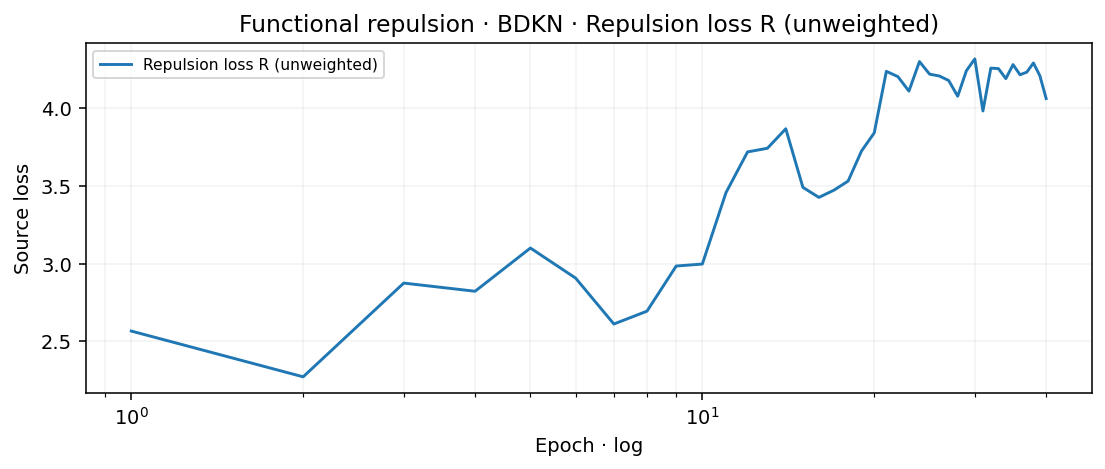 Functional repulsion · BDKN · Repulsion loss R (unweighted)
Repulsion loss R (unweighted)
Source loss
4.0
3.5
3.0
2.5
10⁰
10¹
Epoch · log